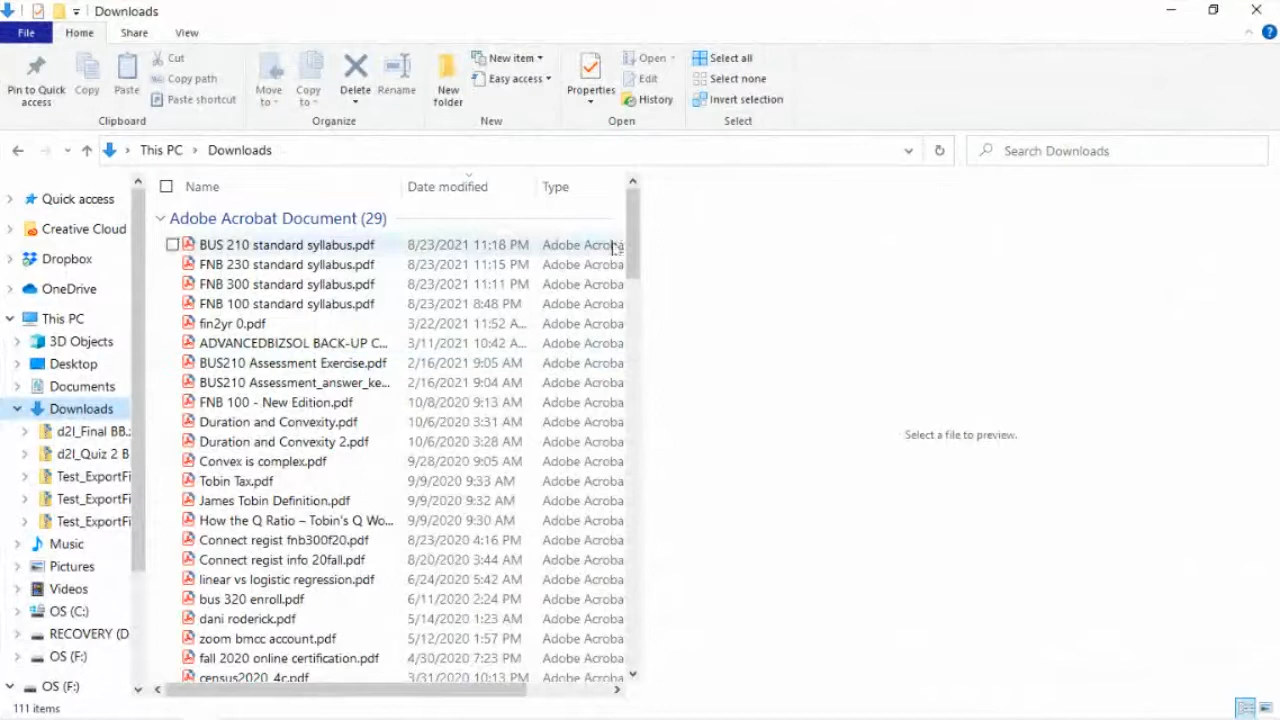 Downloads
File Home Share View
Pin to Quick access
Copy
Paste
Cut
Copy path
Paste shortcut
Clipboard
Move to
Copy to
Delete
Rename
Organize
New folder
New item
Easy access
New
Properties
Open
Edit
History
Open
Select all
Select none
Invert selection
Select
This PC > Downloads
Search Downloads
Quick access
Creative Cloud
Dropbox
OneDrive
This PC
3D Objects
Desktop
Documents
Downloads
d2l_Final BB.
d2l_Quiz 2 B
Test_ExportFi
Test_ExportFi
Test_ExportFi
Music
Pictures
Videos
OS (C:)
RECOVERY (D
OS (F:)
OS (F:)
Name Date modified Type
Adobe Acrobat Document (29)
BUS 210 standard syllabus.pdf 8/23/2021 11:18 PM Adobe Acroba
FNB 230 standard syllabus.pdf 8/23/2021 11:15 PM Adobe Acroba
FNB 300 standard syllabus.pdf 8/23/2021 11:11 PM Adobe Acroba
FNB 100 standard syllabus.pdf 8/23/2021 8:48 PM Adobe Acroba
fin2yr 0.pdf 3/22/2021 11:52 A... Adobe Acroba
ADVANCEDBIZSOL BACK-UP C... 3/11/2021 10:42 A... Adobe Acroba
BUS210 Assessment Exercise.pdf 2/16/2021 9:05 AM Adobe Acroba
BUS210 Assessment_answer_ke... 2/16/2021 9:04 AM Adobe Acroba
FNB 100 - New Edition.pdf 10/8/2020 9:13 AM Adobe Acroba
Duration and Convexity.pdf 10/6/2020 3:31 AM Adobe Acroba
Duration and Convexity 2.pdf 10/6/2020 3:28 AM Adobe Acroba
Convex is complex.pdf 9/28/2020 9:05 AM Adobe Acroba
Tobin Tax.pdf 9/9/2020 9:33 AM Adobe Acroba
James Tobin Definition.pdf 9/9/2020 9:32 AM Adobe Acroba
How the Q Ratio – Tobin's Q Wo... 9/9/2020 9:30 AM Adobe Acroba
Connect regist fnb300f20.pdf 8/23/2020 4:16 PM Adobe Acroba
Connect regist info 20fall.pdf 8/20/2020 3:44 AM Adobe Acroba
linear vs logistic regression.pdf 6/24/2020 5:42 AM Adobe Acroba
bus 320 enroll.pdf 6/11/2020 2:24 PM Adobe Acroba
dani roderick.pdf 5/14/2020 1:23 AM Adobe Acroba
zoom bmcc account.pdf 5/12/2020 1:57 PM Adobe Acroba
fall 2020 online certification.pdf 4/30/2020 7:23 PM Adobe Acroba
census2020_4c.pdf 3/31/2020 10:13 PM Adobe Acroba
Select a file to preview.
111 items